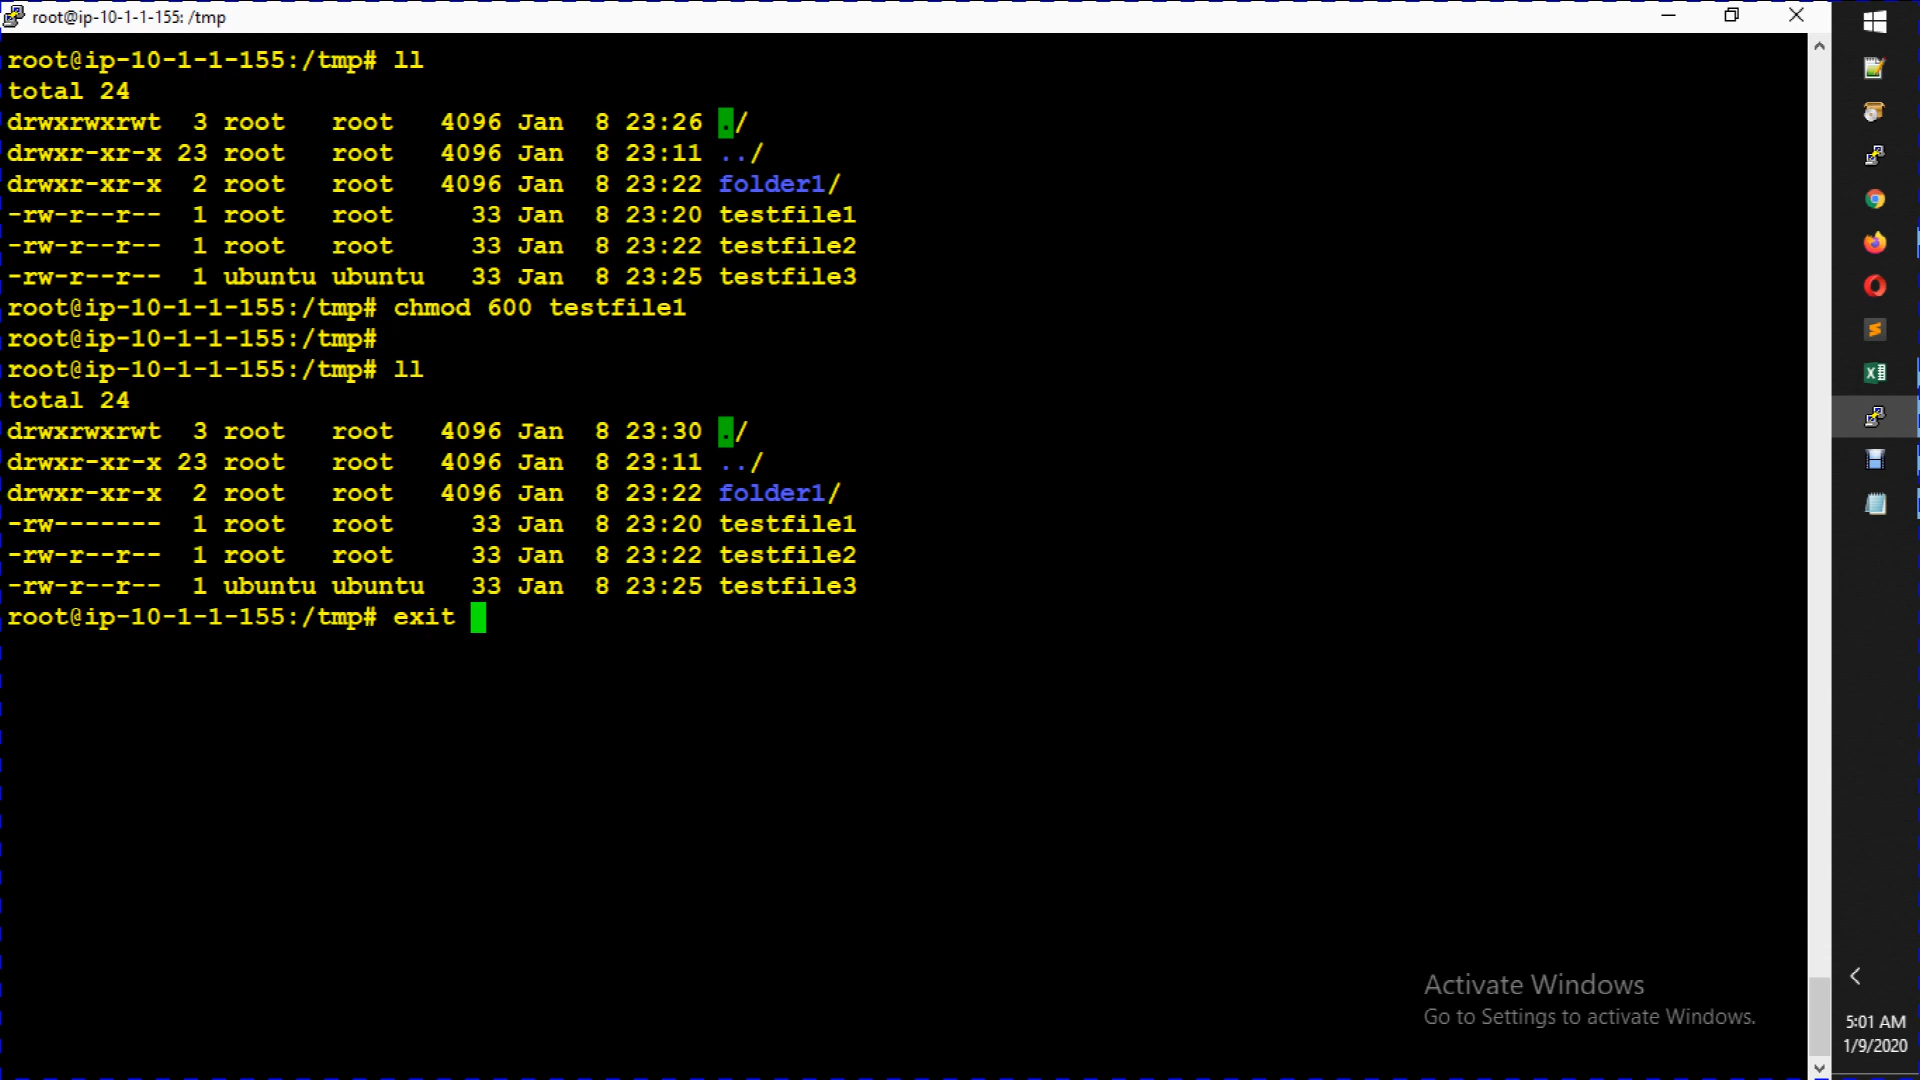 root@ip-10-1-1-155: /tmp
root@ip-10-1-1-155:/tmp# ll
total 24
drwxrwxrwt  3 root   root   4096 Jan  8 23:26 ./
drwxr-xr-x 23 root   root   4096 Jan  8 23:11 ../
drwxr-xr-x  2 root   root   4096 Jan  8 23:22 folder1/
-rw-r--r--  1 root   root     33 Jan  8 23:20 testfile1
-rw-r--r--  1 root   root     33 Jan  8 23:22 testfile2
-rw-r--r--  1 ubuntu ubuntu   33 Jan  8 23:25 testfile3
root@ip-10-1-1-155:/tmp# chmod 600 testfile1
root@ip-10-1-1-155:/tmp#
root@ip-10-1-1-155:/tmp# ll
total 24
drwxrwxrwt  3 root   root   4096 Jan  8 23:30 ./
drwxr-xr-x 23 root   root   4096 Jan  8 23:11 ../
drwxr-xr-x  2 root   root   4096 Jan  8 23:22 folder1/
-rw-------  1 root   root     33 Jan  8 23:20 testfile1
-rw-r--r--  1 root   root     33 Jan  8 23:22 testfile2
-rw-r--r--  1 ubuntu ubuntu   33 Jan  8 23:25 testfile3
root@ip-10-1-1-155:/tmp# exit
Activate Windows
Go to Settings to activate Windows.
5:01 AM
1/9/2020